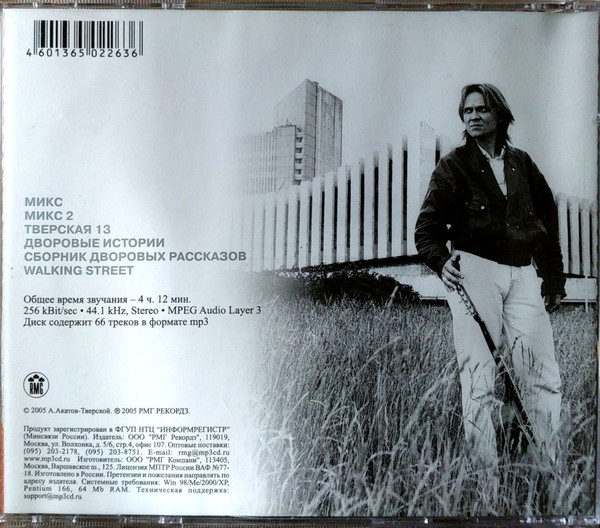 4601365022636
МИКС
МИКС 2
ТВЕРСКАЯ 13
ДВОРОВЫЕ ИСТОРИИ
СБОРНИК ДВОРОВЫХ РАССКАЗОВ
WALKING STREET
Общее время звучания – 4 ч. 12 мин.
256 kBit/sec • 44.1 kHz, Stereo • MPEG Audio Layer 3
Диск содержит 66 треков в формате mp3
RMG
© 2005 А.Акатов-Тверской. ℗ 2005 РМГ РЕКОРДЗ.
Продукт зарегистрирован в ФГУП НТЦ "ИНФОРМРЕГИСТР"
(Минсвязи России). Издатель: ООО "РМГ Рекордз", 119019,
Москва, ул. Волхонка, д. 5/6, стр.4, офис 107. Оптовые поставки:
(095) 203-2178, (095) 203-8751. E-mail: rmg@mp3cd.ru
www.mp3cd.ru Изготовитель: ООО "РМГ Компани", 113405,
Москва, Варшавское ш., 125. Лицензия МПТР России ВАФ №77-
18. Изготовлено в России. Претензии и пожелания направлять по
адресу издателя. Системные требования: Win 98/Me/2000/XP,
Pentium 166, 64 Mb RAM. Техническая поддержка:
support@mp3cd.ru